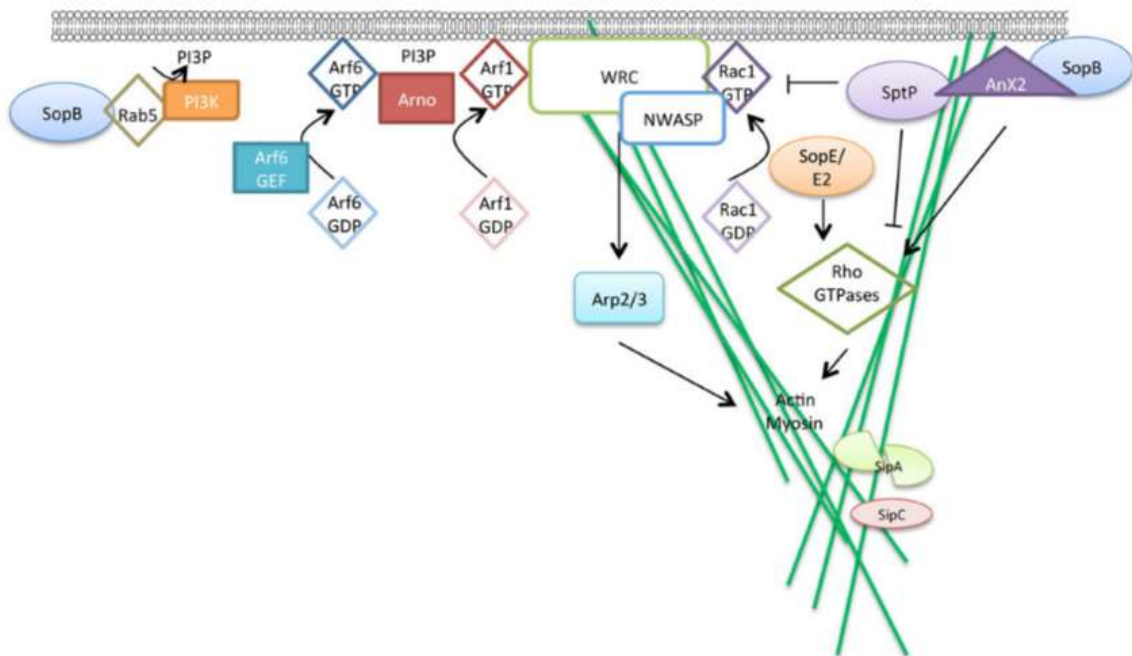 SopB
Rab5
PI3P
PI3K
Arf6
GTP
Arf6
GEF
Arf6
GDP
PI3P
Arno
Arf1
GTP
Arf1
GDP
WRC
NWASP
Rac1
GTP
Rac1
GDP
SopE/
E2
SptP
AnX2
SopB
Arp2/3
Rho
GTPases
Actin
Myosin
SipA
SipC